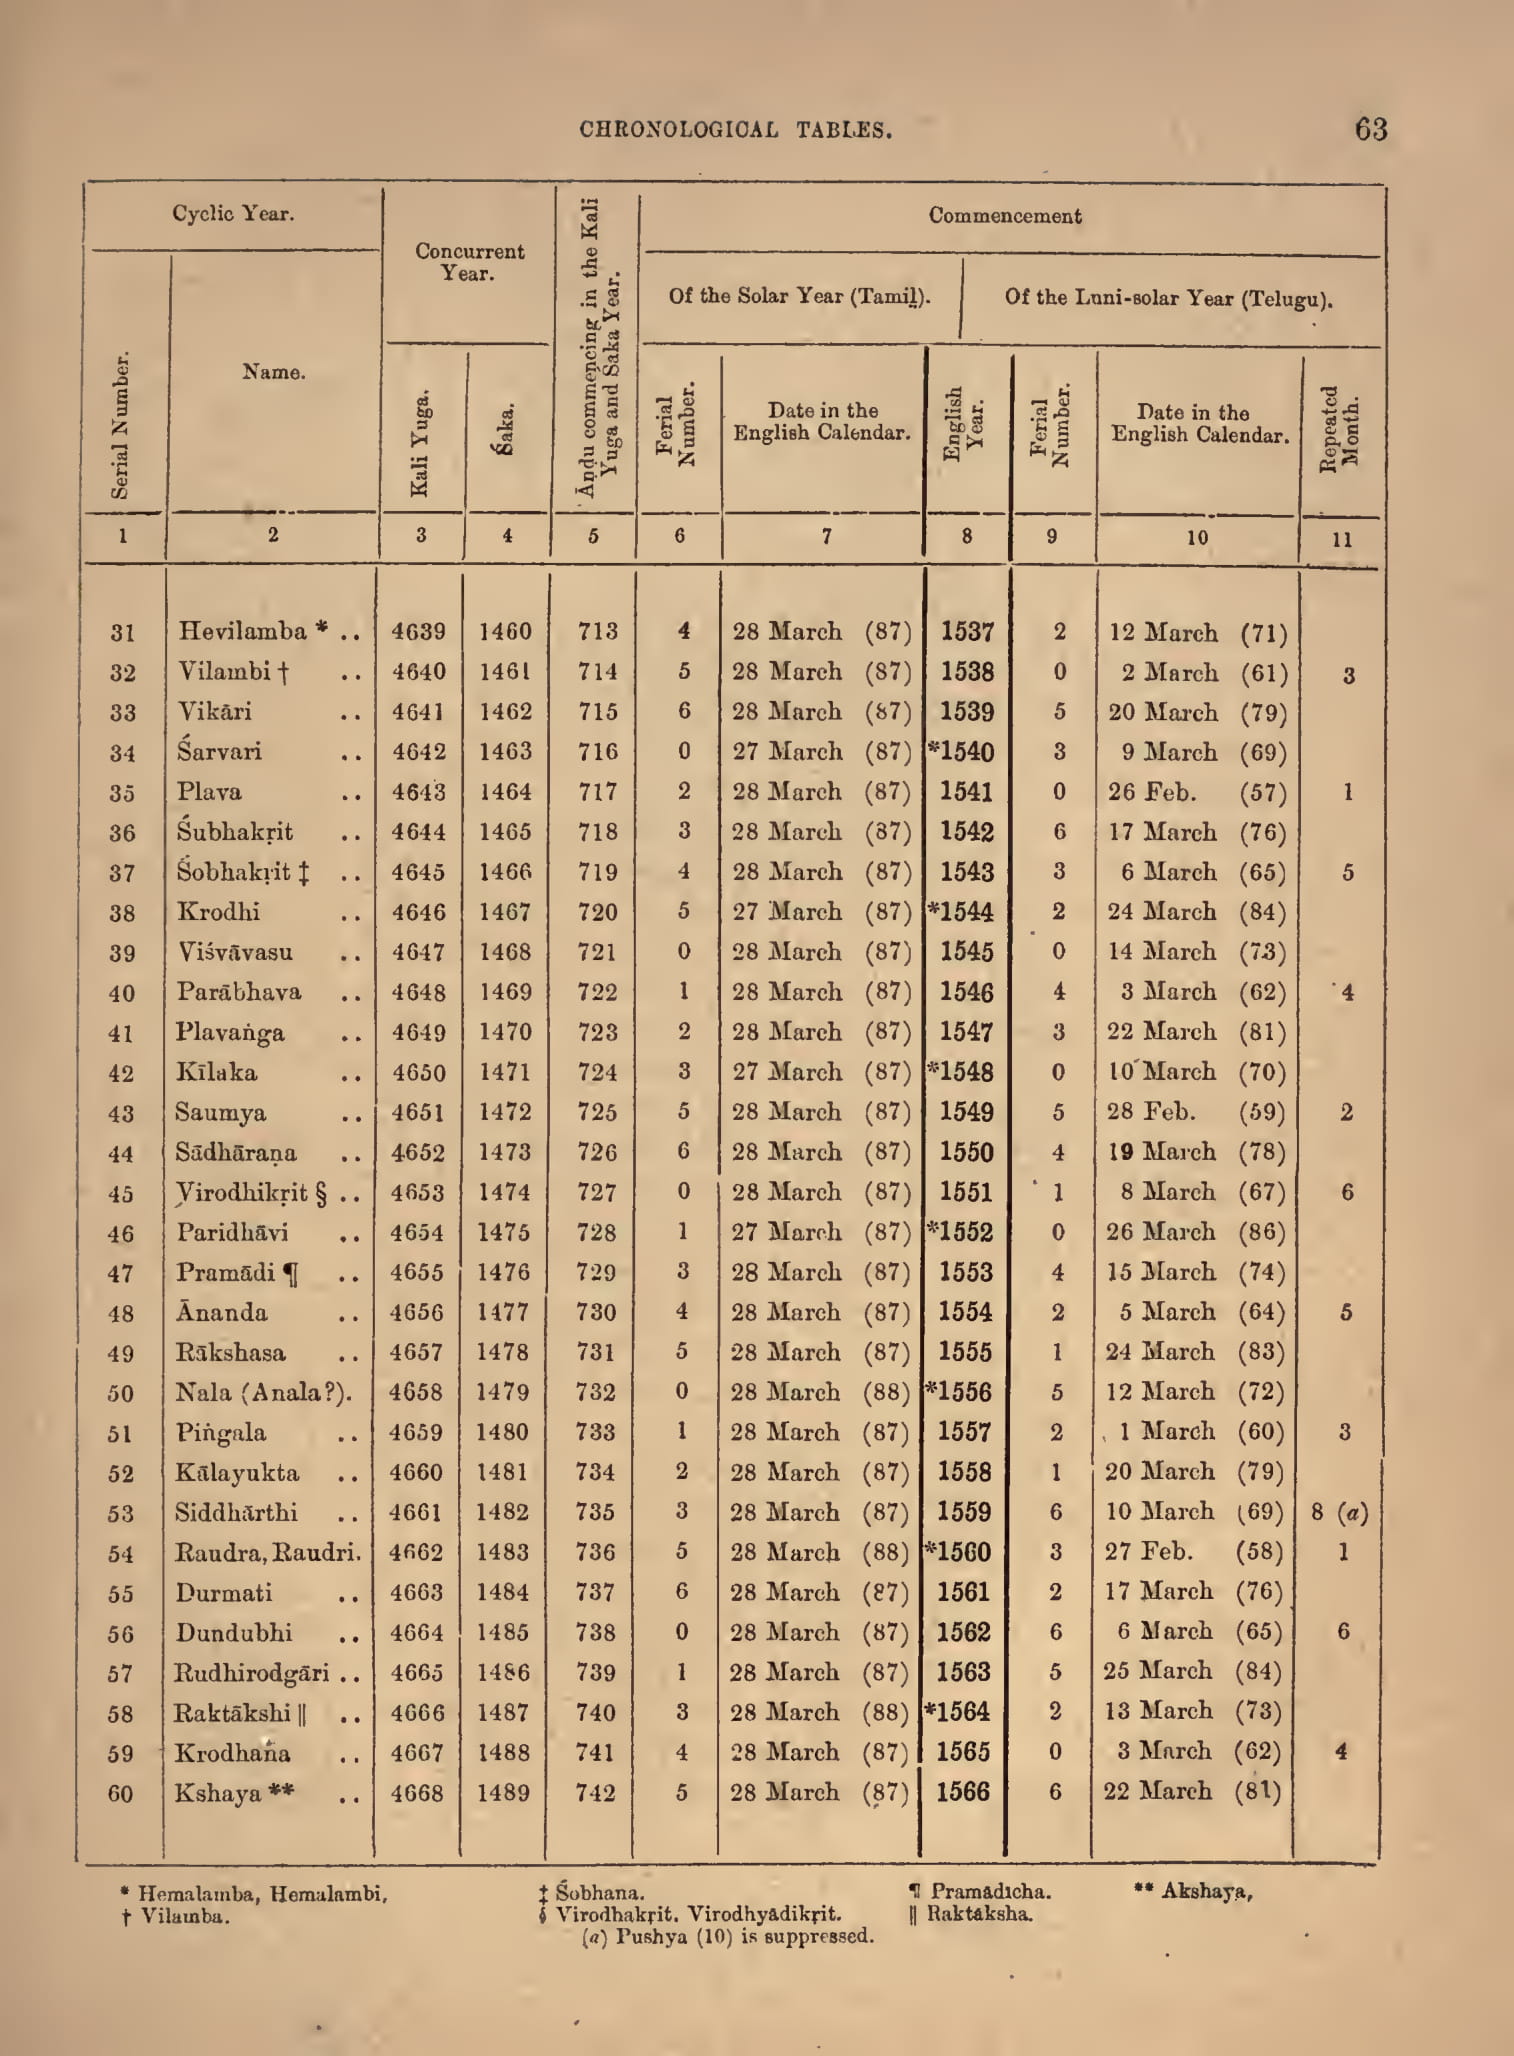 CHRONOLOGICAL TABLES. 63
Cyclic Year. Concurrent Year. Āṇḍu commencing in the Kali Yuga and Śaka Year. Commencement
Of the Solar Year (Tamiḻ). Of the Luni-solar Year (Telugu).
Serial Number. Name. Kali Yuga. Śaka. Ferial Number. Date in the English Calendar. English Year. Ferial Number. Date in the English Calendar. Repeated Month.
1 2 3 4 5 6 7 8 9 10 11
31 Hevilamba * .. 4639 1460 713 4 28 March (87) 1537 2 12 March (71)
32 Vilambi † .. 4640 1461 714 5 28 March (87) 1538 0 2 March (61) 3
33 Vikāri .. 4641 1462 715 6 28 March (87) 1539 5 20 March (79)
34 Śarvari .. 4642 1463 716 0 27 March (87) *1540 3 9 March (69)
35 Plava .. 4643 1464 717 2 28 March (87) 1541 0 26 Feb. (57) 1
36 Śubhakṛit .. 4644 1465 718 3 28 March (87) 1542 6 17 March (76)
37 Śobhakṛit ‡ .. 4645 1466 719 4 28 March (87) 1543 3 6 March (65) 5
38 Krodhi .. 4646 1467 720 5 27 March (87) *1544 2 24 March (84)
39 Viśvāvasu .. 4647 1468 721 0 28 March (87) 1545 0 14 March (73)
40 Parābhava .. 4648 1469 722 1 28 March (87) 1546 4 3 March (62) 4
41 Plavaṅga .. 4649 1470 723 2 28 March (87) 1547 3 22 March (81)
42 Kīlaka .. 4650 1471 724 3 27 March (87) *1548 0 10 March (70)
43 Saumya .. 4651 1472 725 5 28 March (87) 1549 5 28 Feb. (59) 2
44 Sādhāraṇa .. 4652 1473 726 6 28 March (87) 1550 4 19 March (78)
45 Virodhikṛit § .. 4653 1474 727 0 28 March (87) 1551 1 8 March (67) 6
46 Paridhāvi .. 4654 1475 728 1 27 March (87) *1552 0 26 March (86)
47 Pramādi ¶ .. 4655 1476 729 3 28 March (87) 1553 4 15 March (74)
48 Ānanda .. 4656 1477 730 4 28 March (87) 1554 2 5 March (64) 5
49 Rākshasa .. 4657 1478 731 5 28 March (87) 1555 1 24 March (83)
50 Nala (Anala?). 4658 1479 732 0 28 March (88) *1556 5 12 March (72)
51 Piṅgala .. 4659 1480 733 1 28 March (87) 1557 2 1 March (60) 3
52 Kālayukta .. 4660 1481 734 2 28 March (87) 1558 1 20 March (79)
53 Siddhārthi .. 4661 1482 735 3 28 March (87) 1559 6 10 March (69) 8 (a)
54 Raudra, Raudri. 4662 1483 736 5 28 March (88) *1560 3 27 Feb. (58) 1
55 Durmati .. 4663 1484 737 6 28 March (87) 1561 2 17 March (76)
56 Dundubhi .. 4664 1485 738 0 28 March (87) 1562 6 6 March (65) 6
57 Rudhirodgāri .. 4665 1486 739 1 28 March (87) 1563 5 25 March (84)
58 Raktākshi ‖ .. 4666 1487 740 3 28 March (88) *1564 2 13 March (73)
59 Krodhana .. 4667 1488 741 4 28 March (87) 1565 0 3 March (62) 4
60 Kshaya ** .. 4668 1489 742 5 28 March (87) 1566 6 22 March (81)
* Hemalamba, Hemalambi, ‡ Śobhana. ¶ Pramādicha. ** Akshaya,
† Vilamba. § Virodhakṛit. Virodhyādikṛit. ‖ Raktāksha.
(a) Pushya (10) is suppressed.